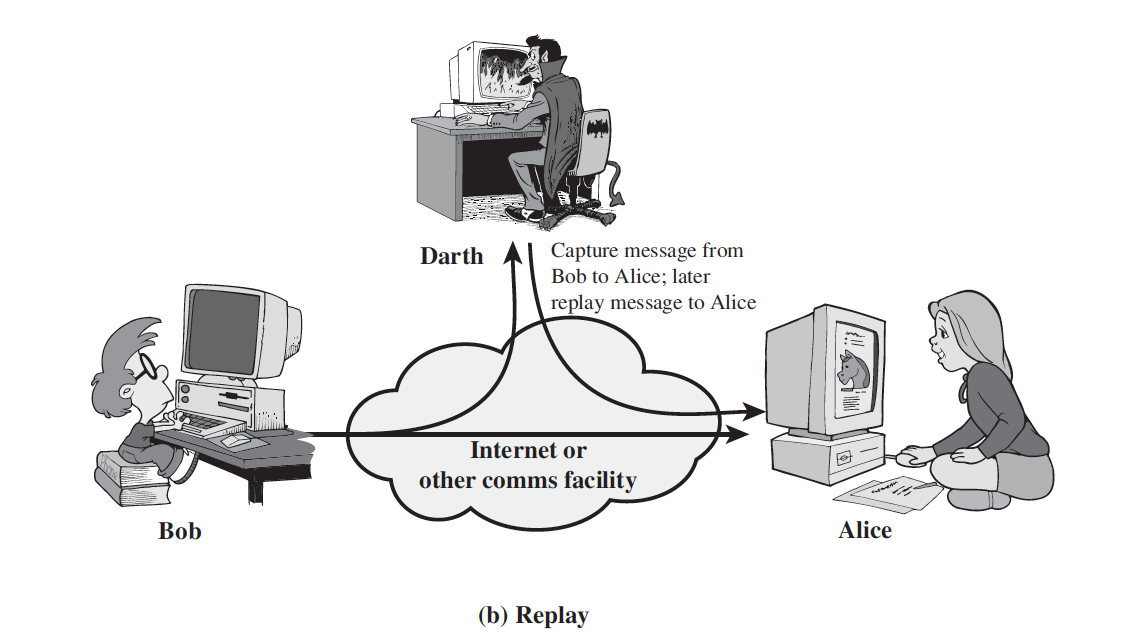 Darth
Capture message from
Bob to Alice; later
replay message to Alice
Internet or
other comms facility
Bob
Alice
(b) Replay